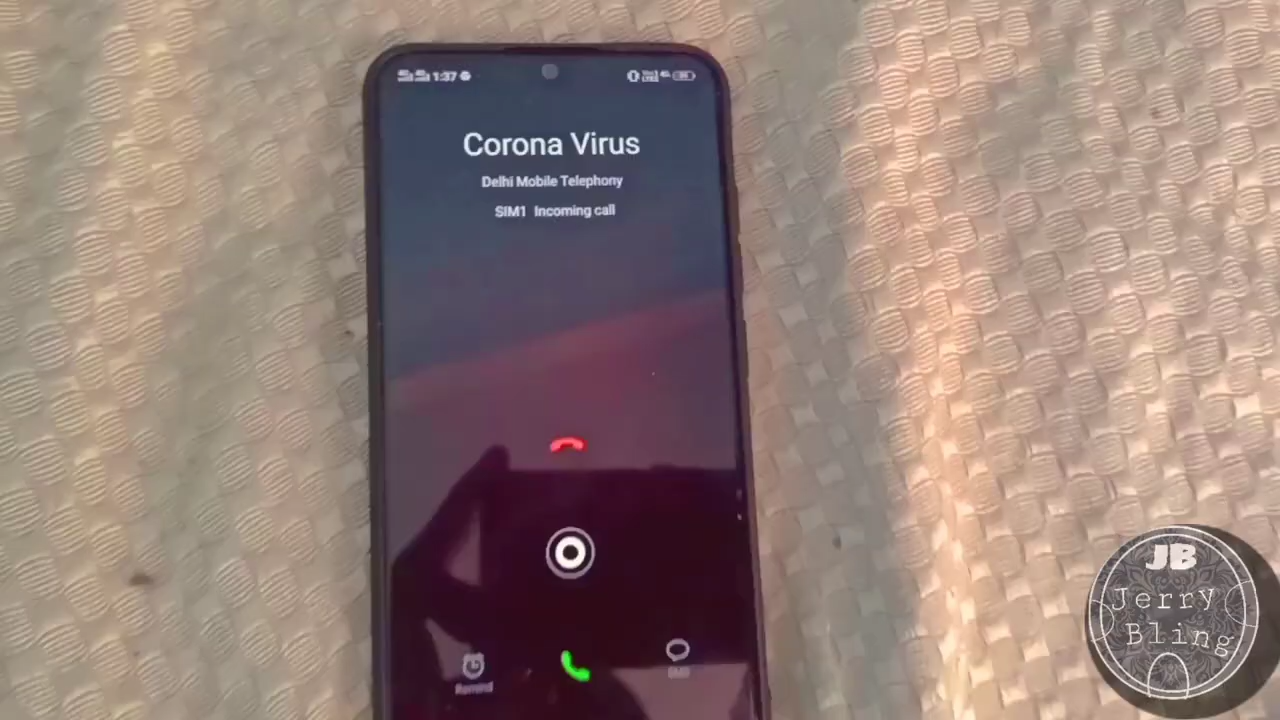 1:37
Corona Virus
Delhi Mobile Telephony
SIM1 Incoming call
Remind
JB
Jerry
Bling